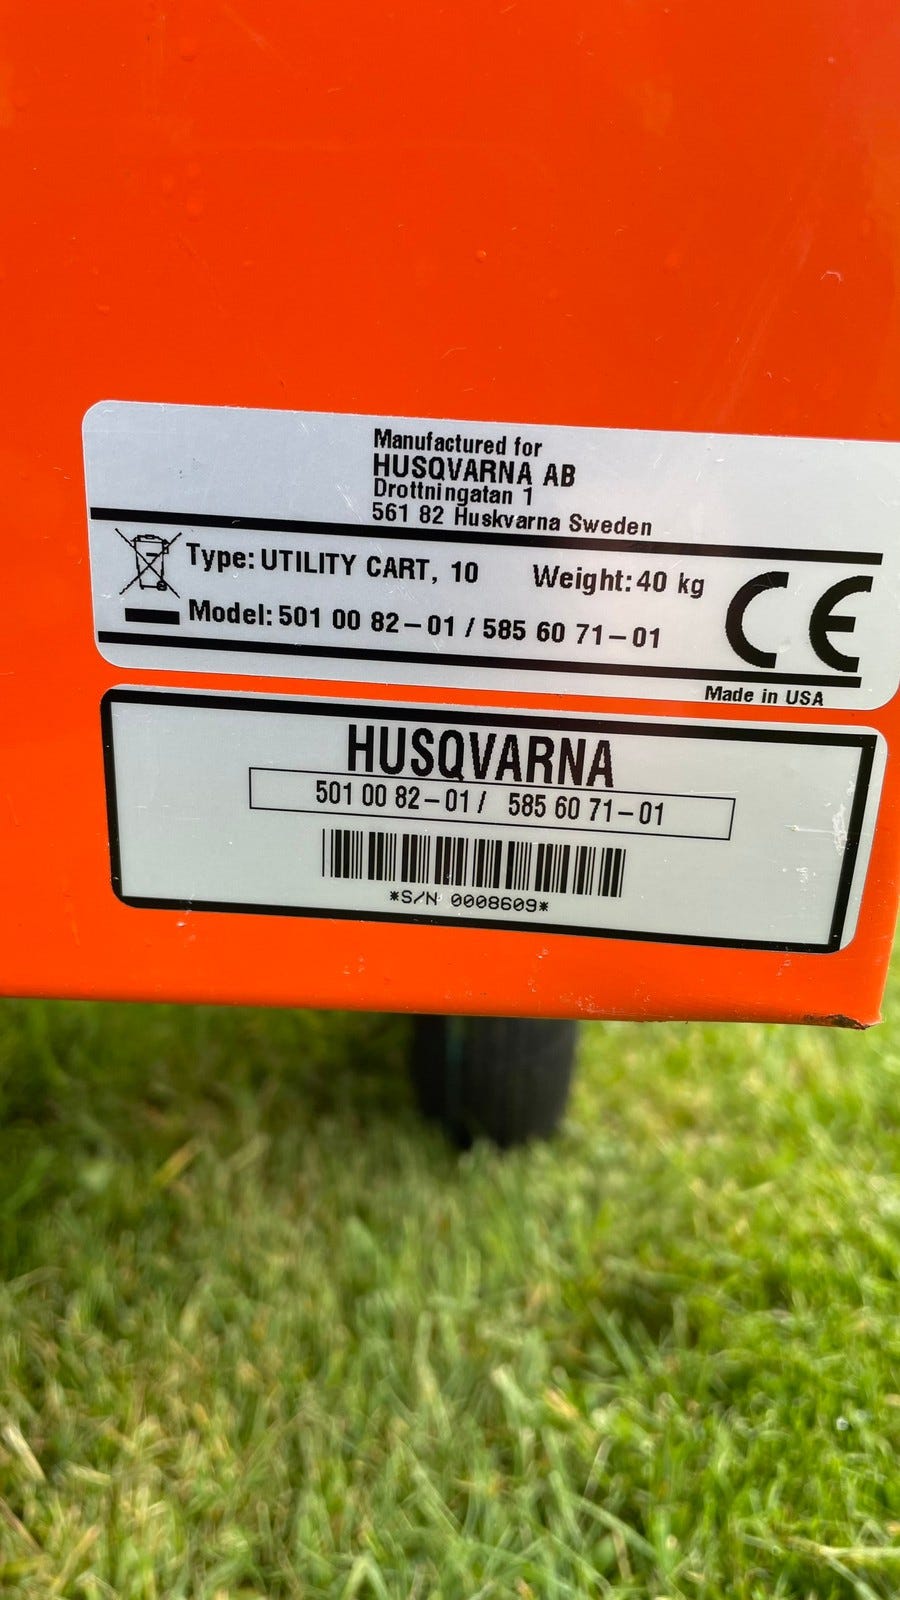 Manufactured for
HUSQVARNA AB
Drottningatan 1
561 82 Huskvarna Sweden
Type: UTILITY CART, 10 Weight: 40 kg
Model: 501 00 82-01 / 585 60 71-01
CE
Made in USA
HUSQVARNA
501 00 82-01 / 585 60 71-01
*S/N 0008609*